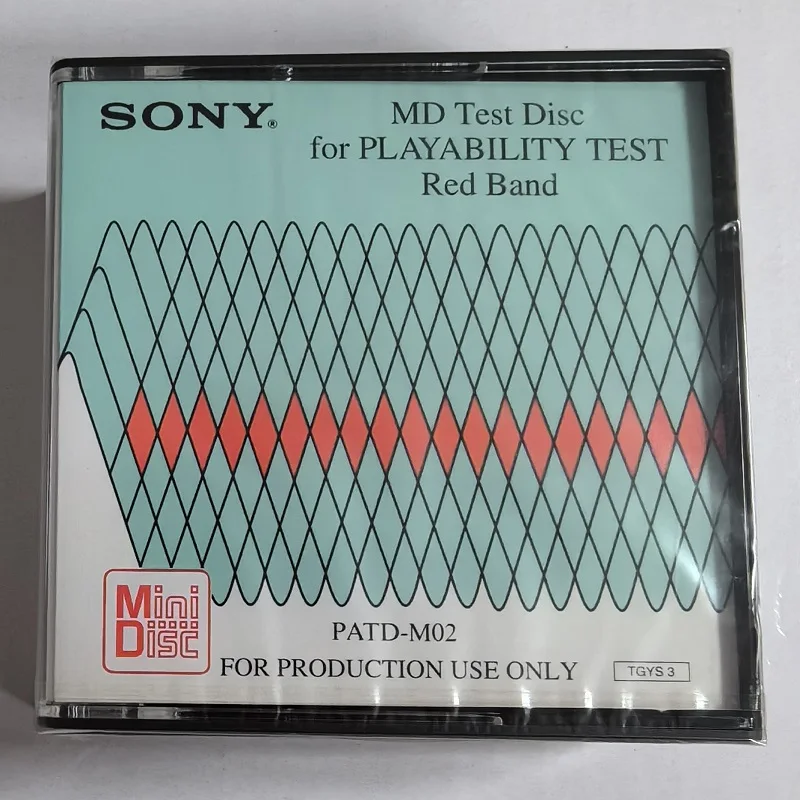 SONY®
MD Test Disc
for PLAYABILITY TEST
Red Band
Mini
Disc
PATD-M02
FOR PRODUCTION USE ONLY
TGYS 3